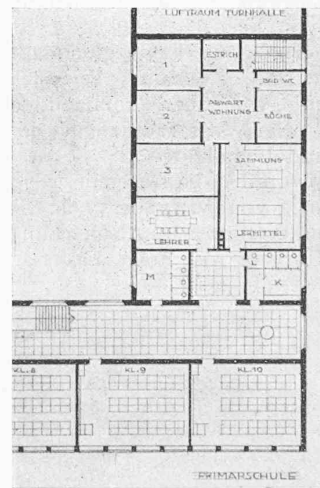 LUFTRAUM TURNHALLE
ESTRICH
1
BAD WC
2
ABWART
WOHNUNG
KÜCHE
3
SAMMLUNG
LEHRER
LERMITTEL
M
L
K
KL. 8
KL. 9
KL. 10
PRIMARSCHULE